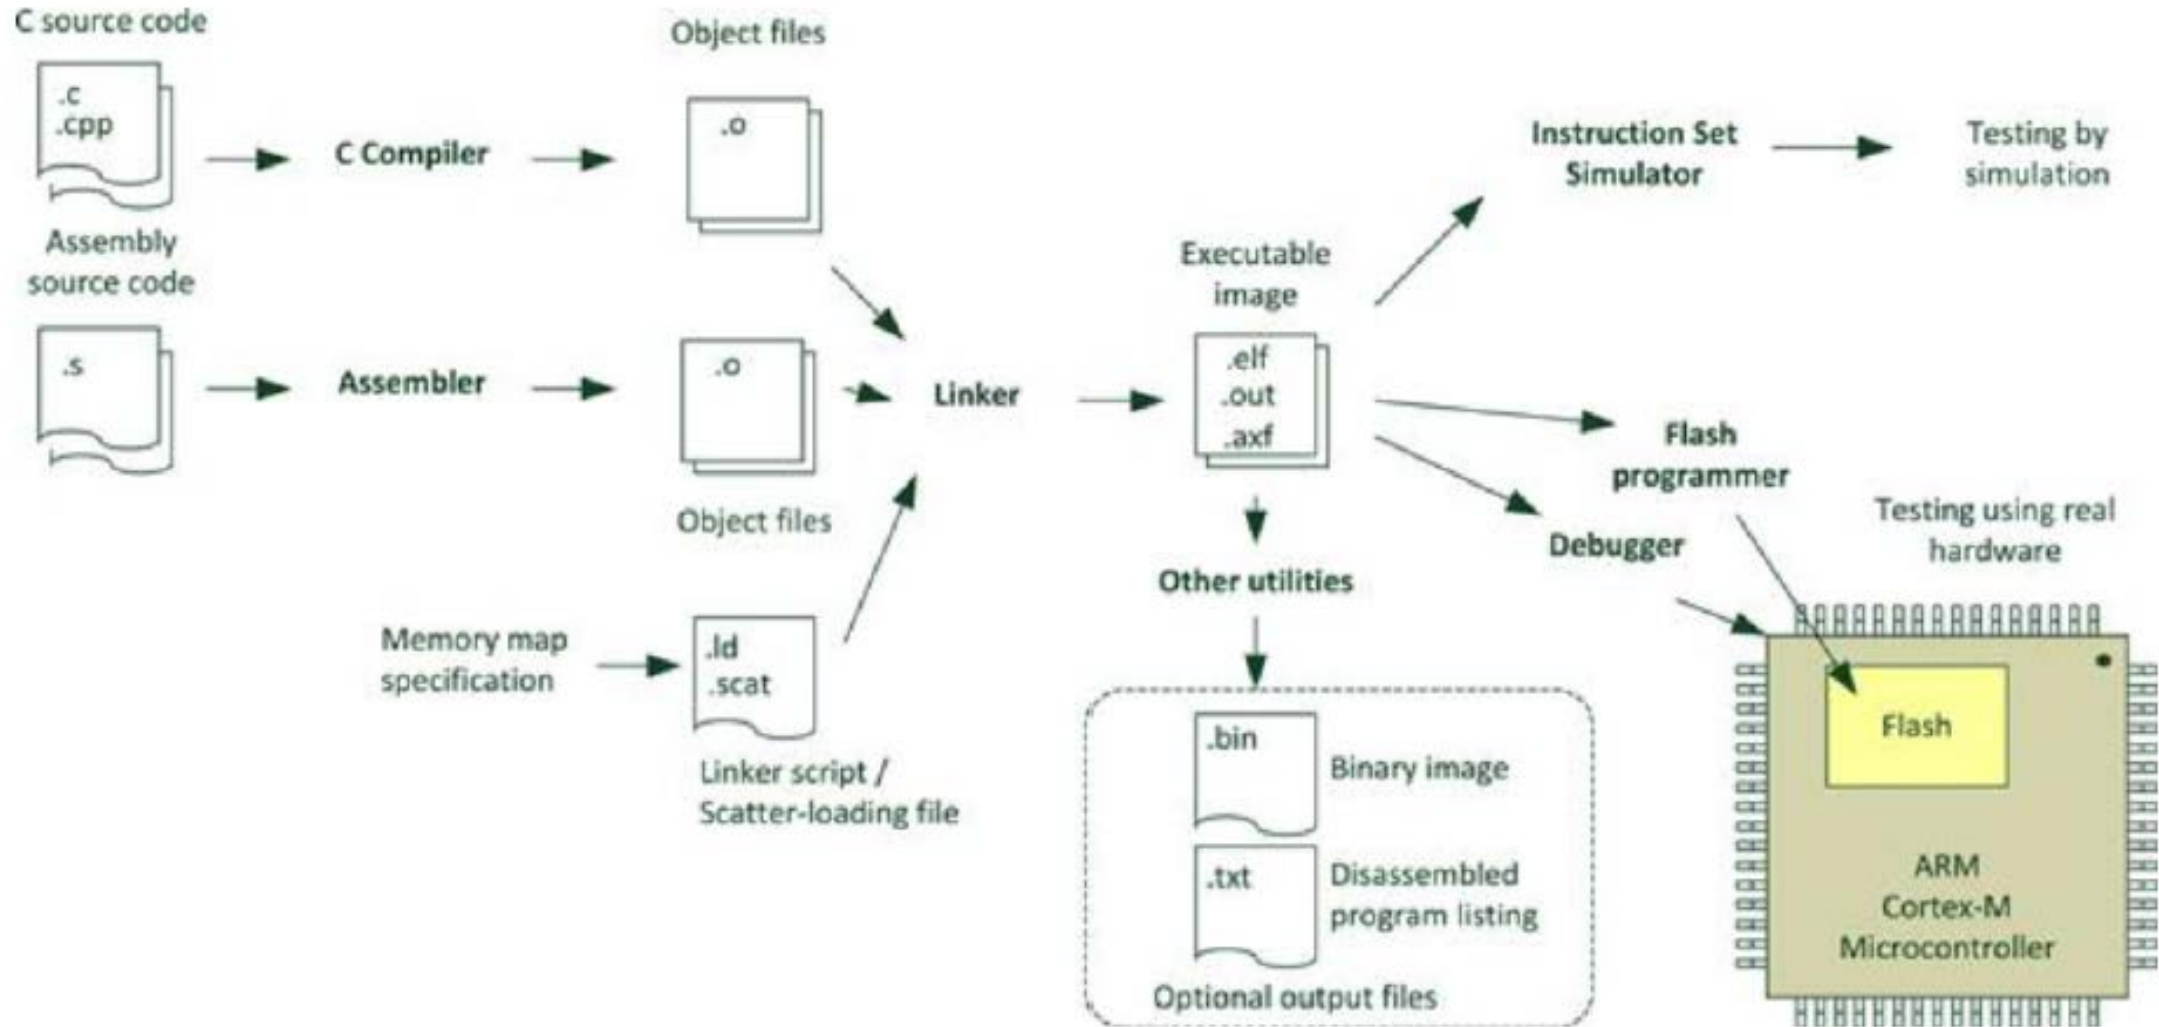 C source code
.c
.cpp
C Compiler
Object files
.o
Assembly
source code
.s
Assembler
.o
Object files
Linker
Memory map
specification
.ld
.scat
Linker script /
Scatter-loading file
Executable
image
.elf
.out
.axf
Instruction Set
Simulator
Testing by
simulation
Flash
programmer
Debugger
Testing using real
hardware
Other utilities
.bin
Binary image
.txt
Disassembled
program listing
Optional output files
Flash
ARM
Cortex-M
Microcontroller